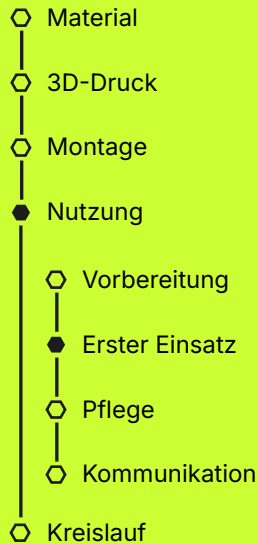 Material
3D-Druck
Montage
Nutzung
Vorbereitung
Erster Einsatz
Pflege
Kommunikation
Kreislauf